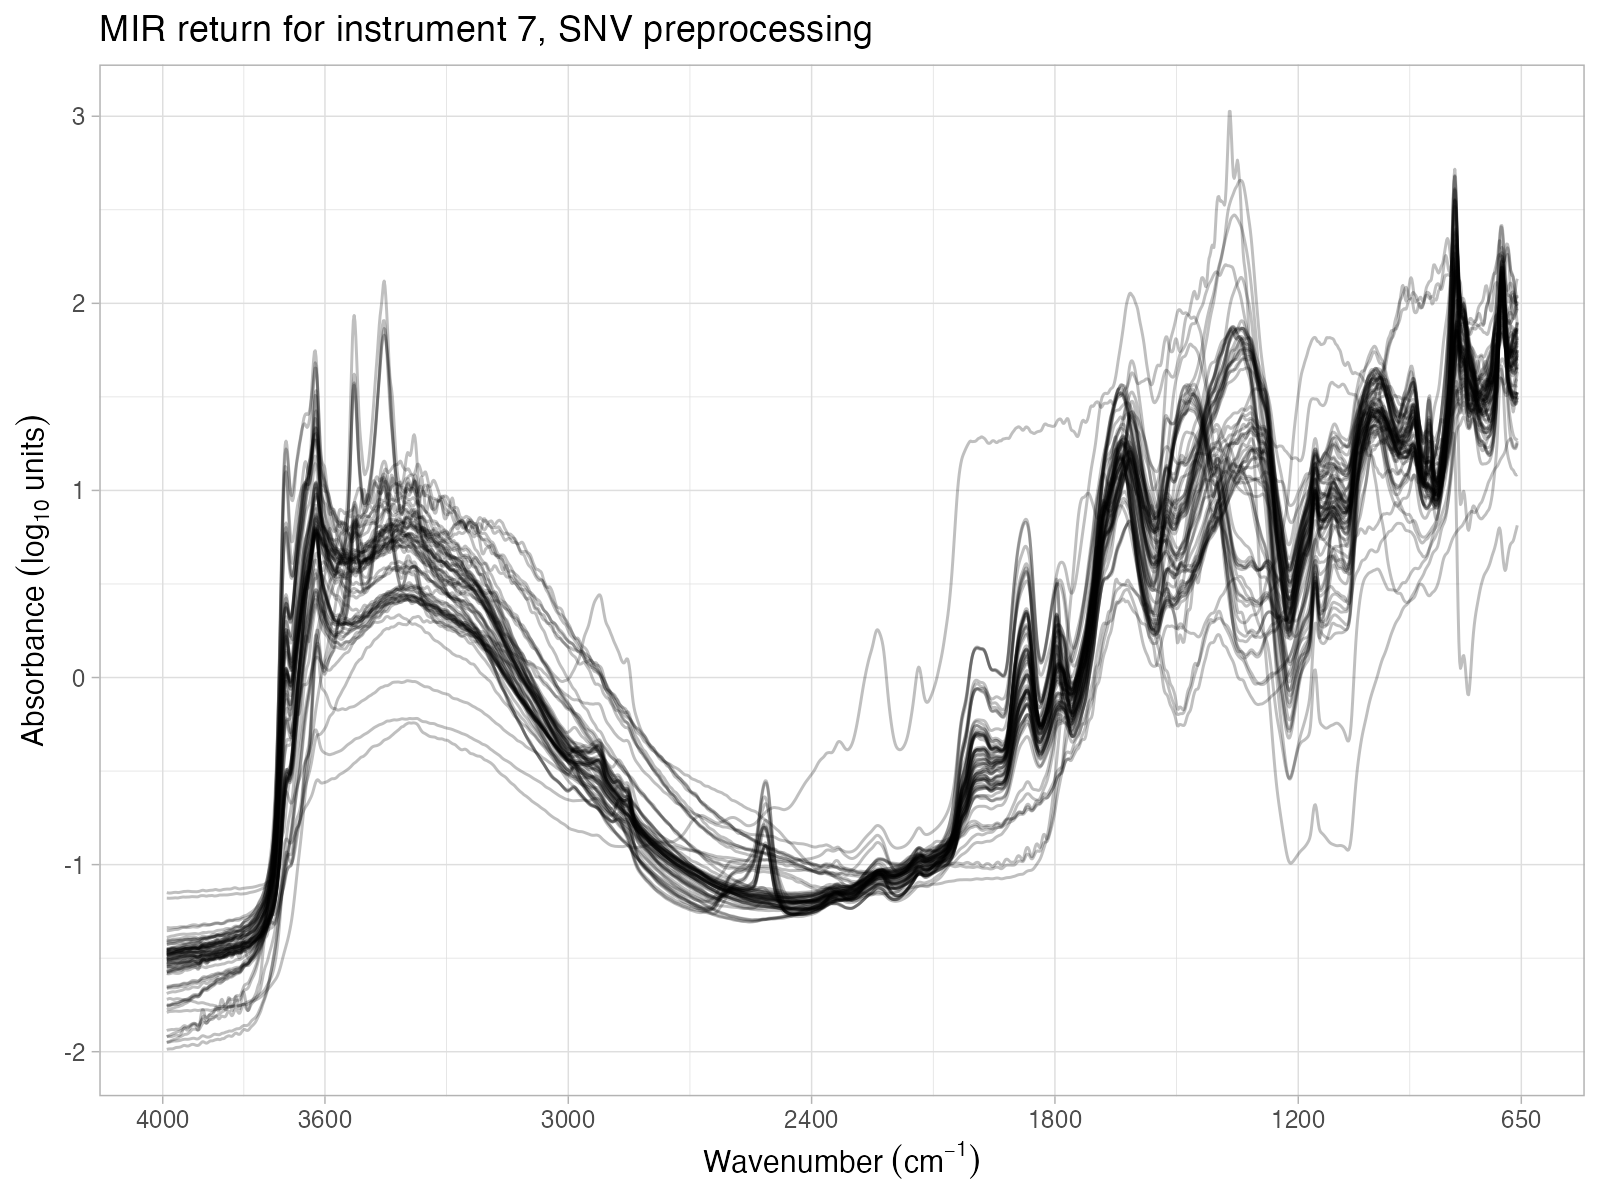 MIR return for instrument 7, SNV preprocessing
3
2
1
0
-1
-2
Absorbance (log₁₀ units)
4000 3600 3000 2400 1800 1200 650
Wavenumber (cm⁻¹)